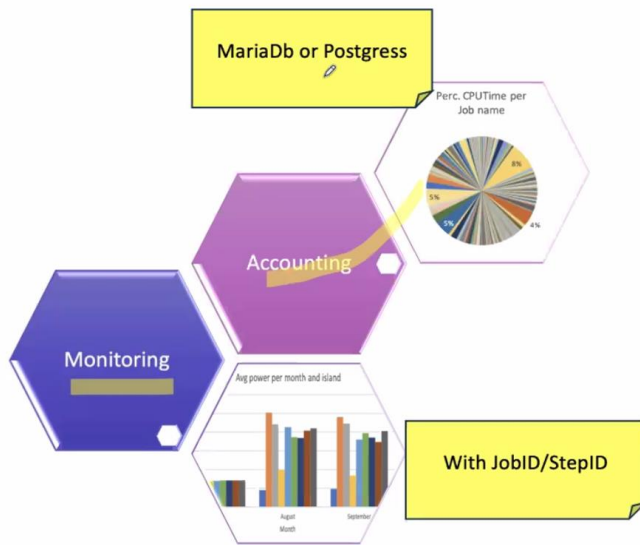 MariaDb or Postgress
Perc. CPUTime per
Job name
8%
5%
5%
4%
Accounting
Monitoring
Avg power per month and island
August
September
Month
With JobID/StepID